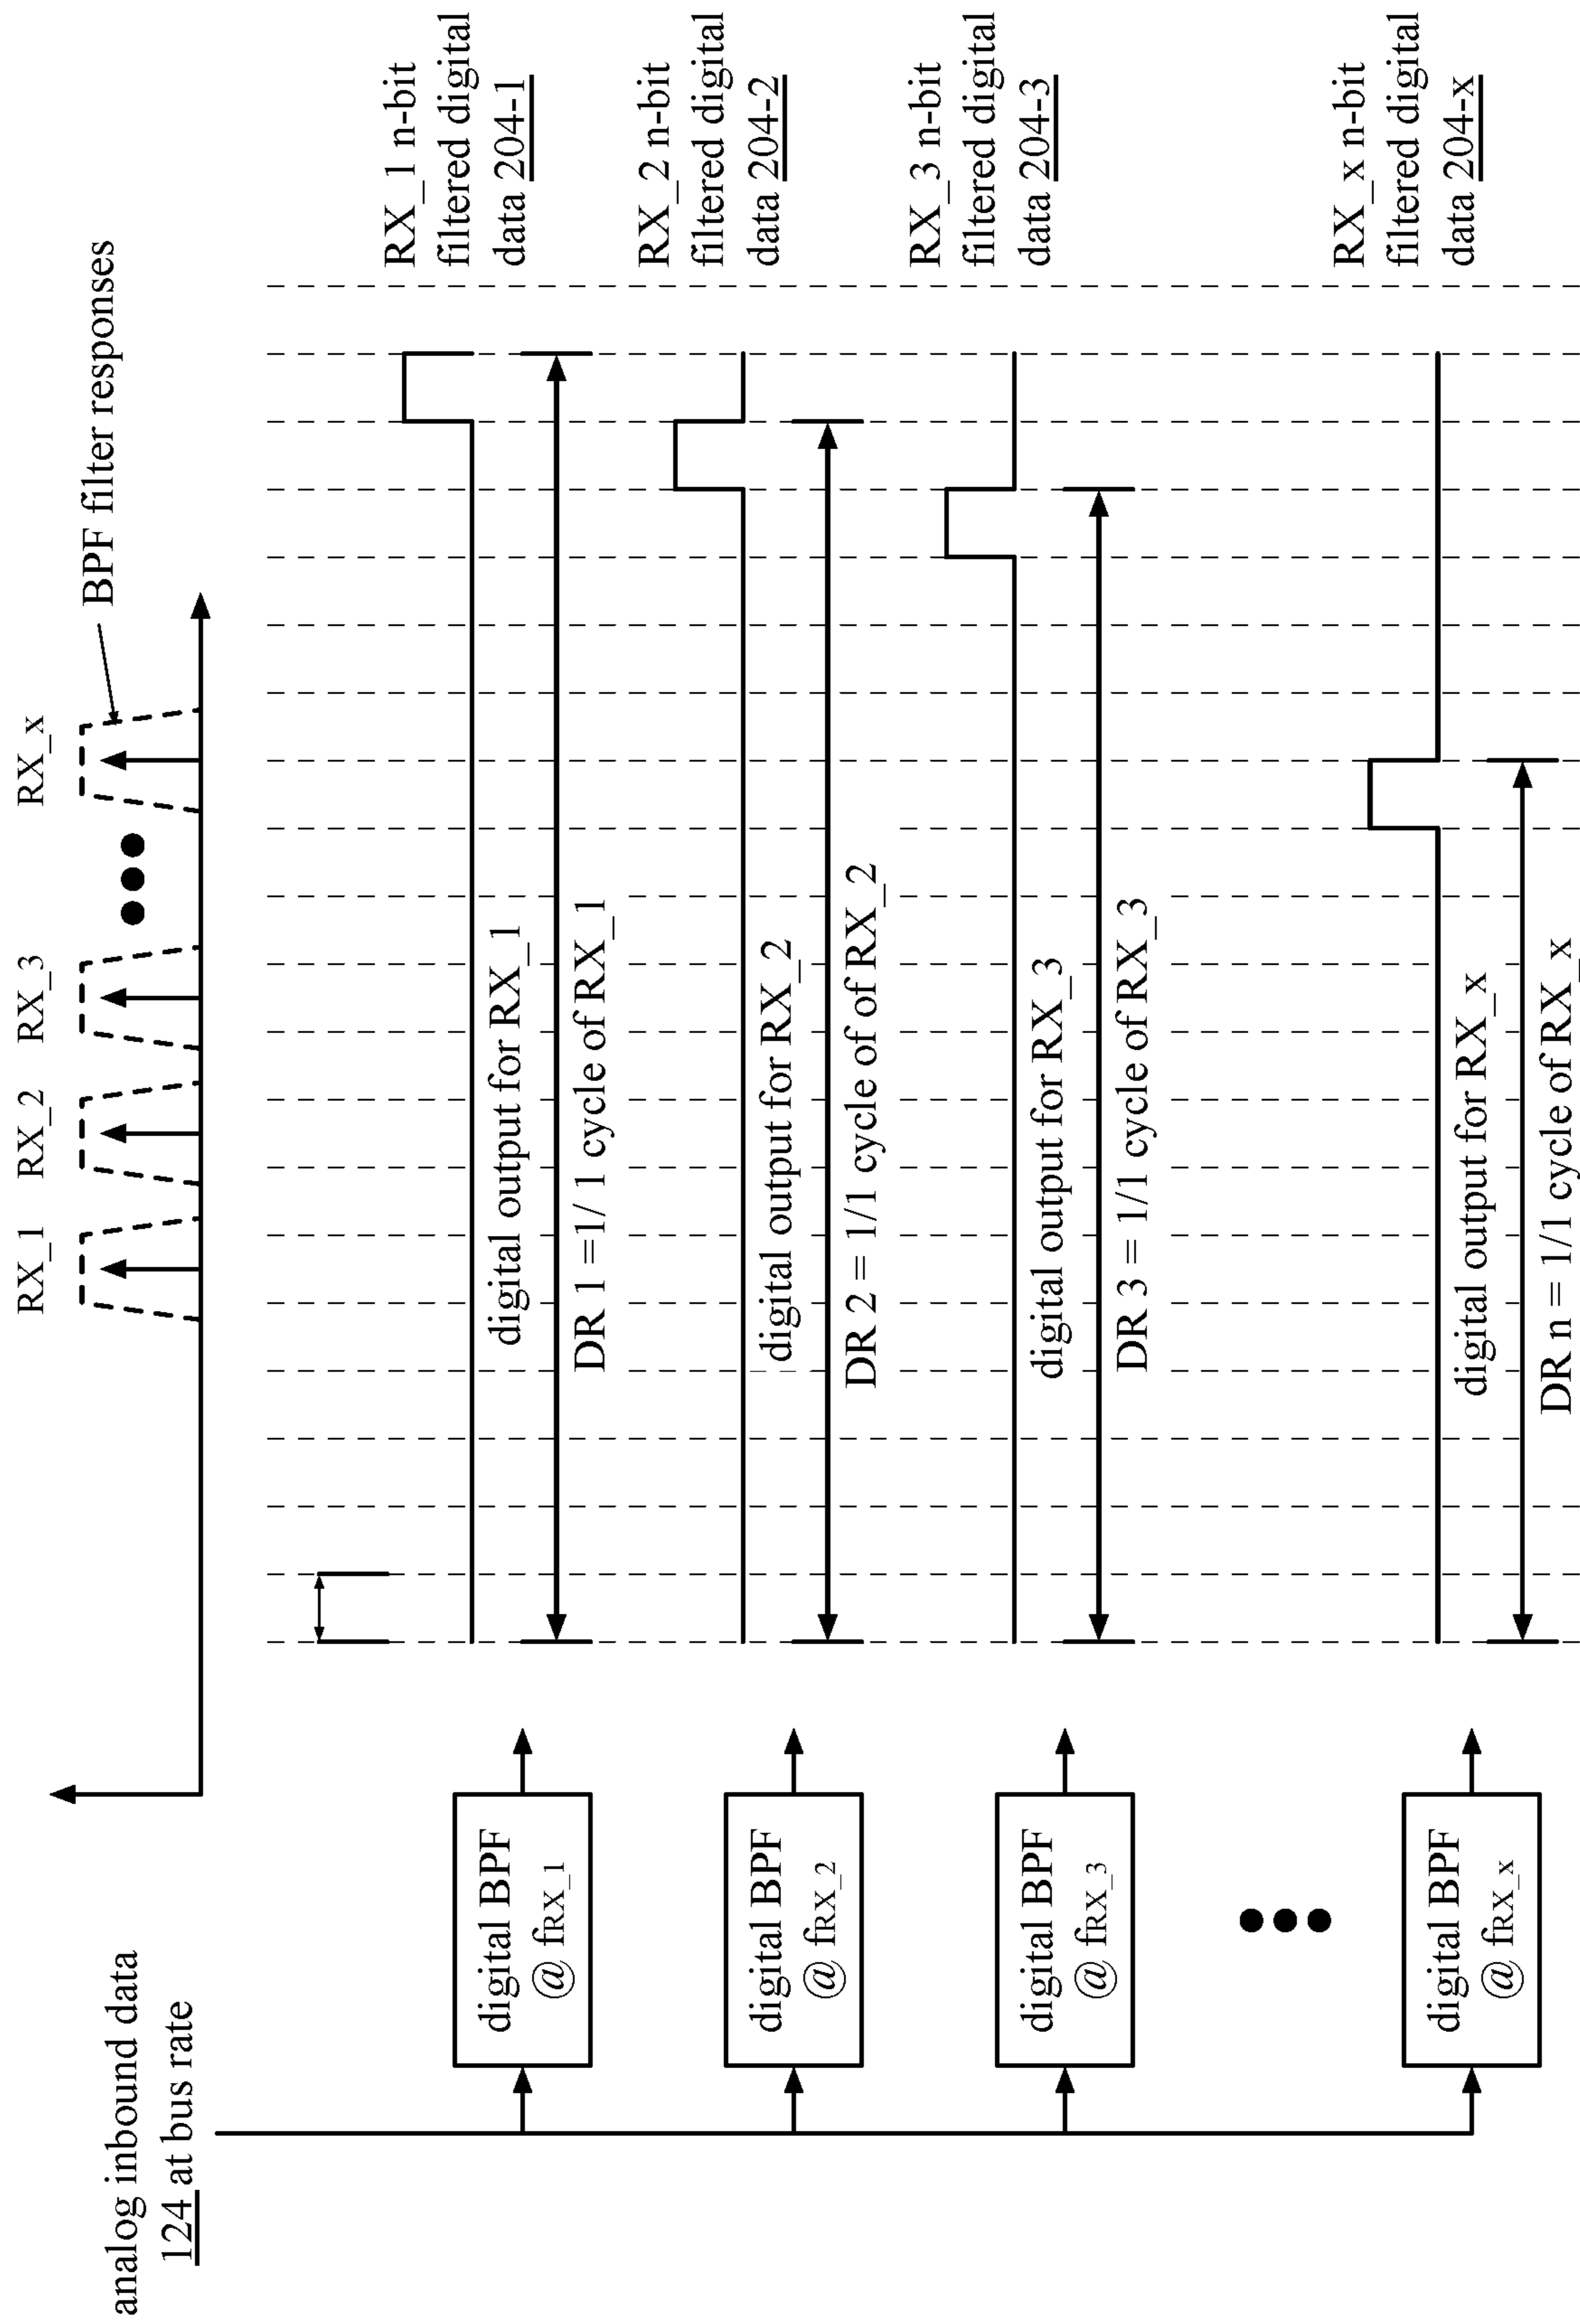 analog inbound data
124 at bus rate
RX_1
RX_2
RX_3
RX_x
BPF filter responses
digital BPF
@ fRX_1
digital output for RX_1
DR 1 =1/ 1 cycle of RX_1
RX_1 n-bit
filtered digital
data 204-1
digital BPF
@ fRX_2
digital output for RX_2
DR 2 = 1/1 cycle of of RX_2
RX_2 n-bit
filtered digital
data 204-2
digital BPF
@ fRX_3
digital output for RX_3
DR 3 = 1/1 cycle of RX_3
RX_3 n-bit
filtered digital
data 204-3
digital BPF
@ fRX_x
digital output for RX_x
DR n = 1/1 cycle of RX_x
RX_x n-bit
filtered digital
data 204-x